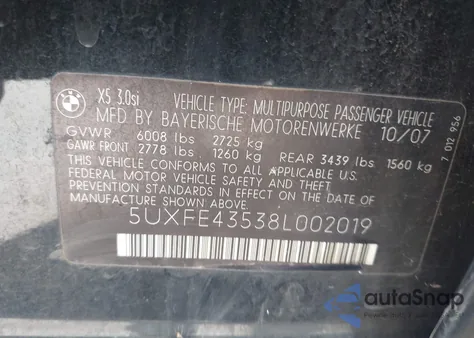 BMW
X5 3.0si
VEHICLE TYPE: MULTIPURPOSE PASSENGER VEHICLE
MFD BY BAYERISCHE MOTORENWERKE 10/07
GVWR 6008 lbs 2725 kg
GAWR FRONT 2778 lbs 1260 kg REAR 3439 lbs 1560 kg
THIS VEHICLE CONFORMS TO ALL APPLICABLE U.S.
FEDERAL MOTOR VEHICLE SAFETY AND THEFT
PREVENTION STANDARDS IN EFFECT ON THE DATE OF
MANUFACTURE SHOWN ABOVE.
5UXFE43538L002019
7 012 956
autoSnap